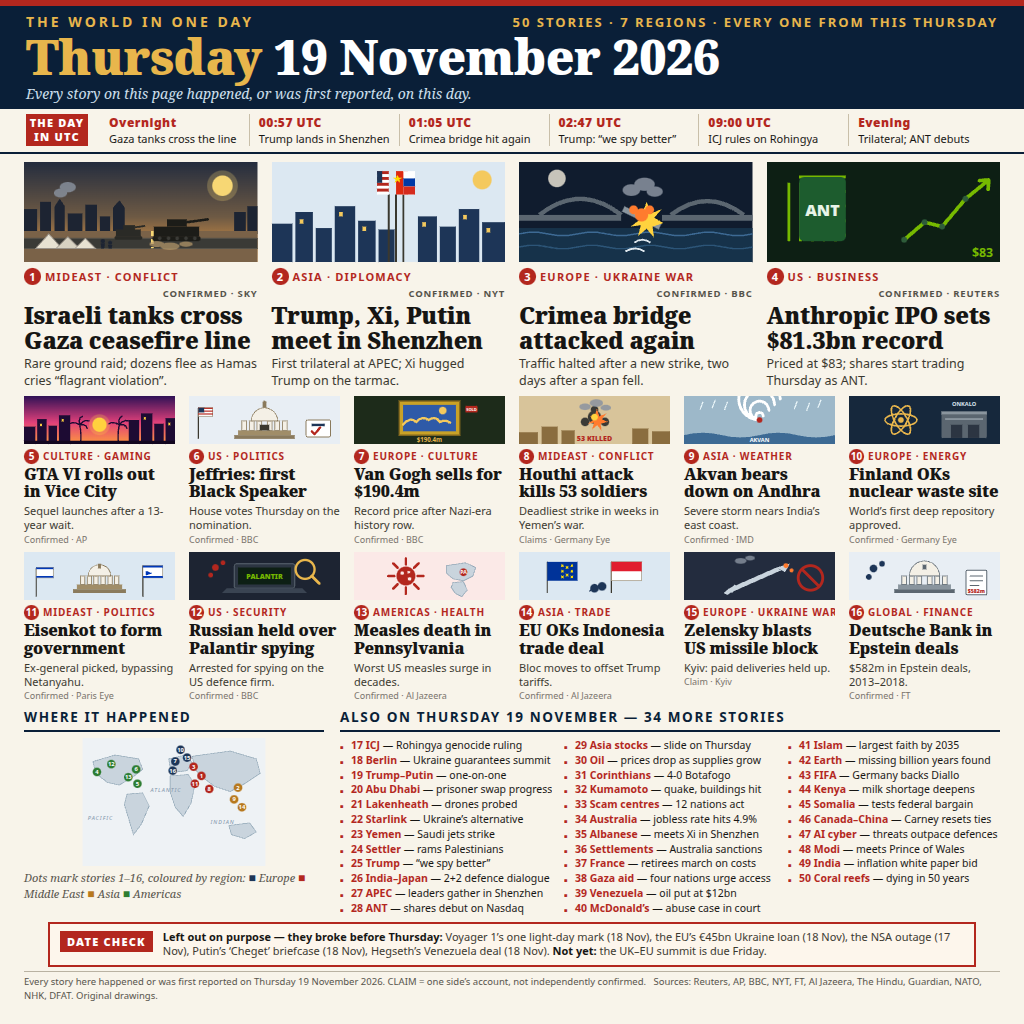 THE WORLD IN ONE DAY
50 STORIES · 7 REGIONS · EVERY ONE FROM THIS THURSDAY
Thursday 19 November 2026
Every story on this page happened, or was first reported, on this day.
THE DAY
IN UTC
Overnight
Gaza tanks cross the line
00:57 UTC
Trump lands in Shenzhen
01:05 UTC
Crimea bridge hit again
02:47 UTC
Trump: “we spy better”
09:00 UTC
ICJ rules on Rohingya
Evening
Trilateral; ANT debuts
1 MIDEAST · CONFLICT
CONFIRMED · SKY
Israeli tanks cross
Gaza ceasefire line
Rare ground raid; dozens flee as Hamas
cries “flagrant violation”.
2 ASIA · DIPLOMACY
CONFIRMED · NYT
Trump, Xi, Putin
meet in Shenzhen
First trilateral at APEC; Xi hugged
Trump on the tarmac.
3 EUROPE · UKRAINE WAR
CONFIRMED · BBC
Crimea bridge
attacked again
Traffic halted after a new strike, two
days after a span fell.
ANT
$83
4 US · BUSINESS
CONFIRMED · REUTERS
Anthropic IPO sets
$81.3bn record
Priced at $83; shares start trading
Thursday as ANT.
5 CULTURE · GAMING
GTA VI rolls out
in Vice City
Sequel launches after a 13-
year wait.
Confirmed · AP
6 US · POLITICS
Jeffries: first
Black Speaker
House votes Thursday on the
nomination.
Confirmed · BBC
SOLD
$190.4m
7 EUROPE · CULTURE
Van Gogh sells for
$190.4m
Record price after Nazi-era
history row.
Confirmed · BBC
53 KILLED
8 MIDEAST · CONFLICT
Houthi attack
kills 53 soldiers
Deadliest strike in weeks in
Yemen’s war.
Claims · Germany Eye
AKVAN
9 ASIA · WEATHER
Akvan bears
down on Andhra
Severe storm nears India’s
east coast.
Confirmed · IMD
ONKALO
10 EUROPE · ENERGY
Finland OKs
nuclear waste site
World’s first deep repository
approved.
Confirmed · Germany Eye
11 MIDEAST · POLITICS
Eisenkot to form
government
Ex-general picked, bypassing
Netanyahu.
Confirmed · Paris Eye
PALANTIR
12 US · SECURITY
Russian held over
Palantir spying
Arrested for spying on the
US defence firm.
Confirmed · BBC
PA
13 AMERICAS · HEALTH
Measles death in
Pennsylvania
Worst US measles surge in
decades.
Confirmed · Al Jazeera
14 ASIA · TRADE
EU OKs Indonesia
trade deal
Bloc moves to offset Trump
tariffs.
Confirmed · Al Jazeera
15 EUROPE · UKRAINE WAR
Zelensky blasts
US missile block
Kyiv: paid deliveries held up.
Claim · Kyiv
$582m
16 GLOBAL · FINANCE
Deutsche Bank in
Epstein deals
$582m in Epstein deals,
2013–2018.
Confirmed · FT
WHERE IT HAPPENED
ATLANTIC
PACIFIC
INDIAN
Dots mark stories 1–16, coloured by region: ■ Europe ■
Middle East ■ Asia ■ Americas
ALSO ON THURSDAY 19 NOVEMBER — 34 MORE STORIES
17 ICJ — Rohingya genocide ruling
18 Berlin — Ukraine guarantees summit
19 Trump–Putin — one-on-one
20 Abu Dhabi — prisoner swap progress
21 Lakenheath — drones probed
22 Starlink — Ukraine’s alternative
23 Yemen — Saudi jets strike
24 Settler — rams Palestinians
25 Trump — “we spy better”
26 India–Japan — 2+2 defence dialogue
27 APEC — leaders gather in Shenzhen
28 ANT — shares debut on Nasdaq
29 Asia stocks — slide on Thursday
30 Oil — prices drop as supplies grow
31 Corinthians — 4-0 Botafogo
32 Kumamoto — quake, buildings hit
33 Scam centres — 12 nations act
34 Australia — jobless rate hits 4.9%
35 Albanese — meets Xi in Shenzhen
36 Settlements — Australia sanctions
37 France — retirees march on costs
38 Gaza aid — four nations urge access
39 Venezuela — oil put at $12bn
40 McDonald’s — abuse case in court
41 Islam — largest faith by 2035
42 Earth — missing billion years found
43 FIFA — Germany backs Diallo
44 Kenya — milk shortage deepens
45 Somalia — tests federal bargain
46 Canada–China — Carney resets ties
47 AI cyber — threats outpace defences
48 Modi — meets Prince of Wales
49 India — inflation white paper bid
50 Coral reefs — dying in 50 years
DATE CHECK
Left out on purpose — they broke before Thursday: Voyager 1’s one light-day mark (18 Nov), the EU’s €45bn Ukraine loan (18 Nov), the NSA outage (17
Nov), Putin’s ‘Cheget’ briefcase (18 Nov), Hegseth’s Venezuela deal (18 Nov). Not yet: the UK–EU summit is due Friday.
Every story here happened or was first reported on Thursday 19 November 2026. CLAIM = one side’s account, not independently confirmed. Sources: Reuters, AP, BBC, NYT, FT, Al Jazeera, The Hindu, Guardian, NATO,
NHK, DFAT. Original drawings.